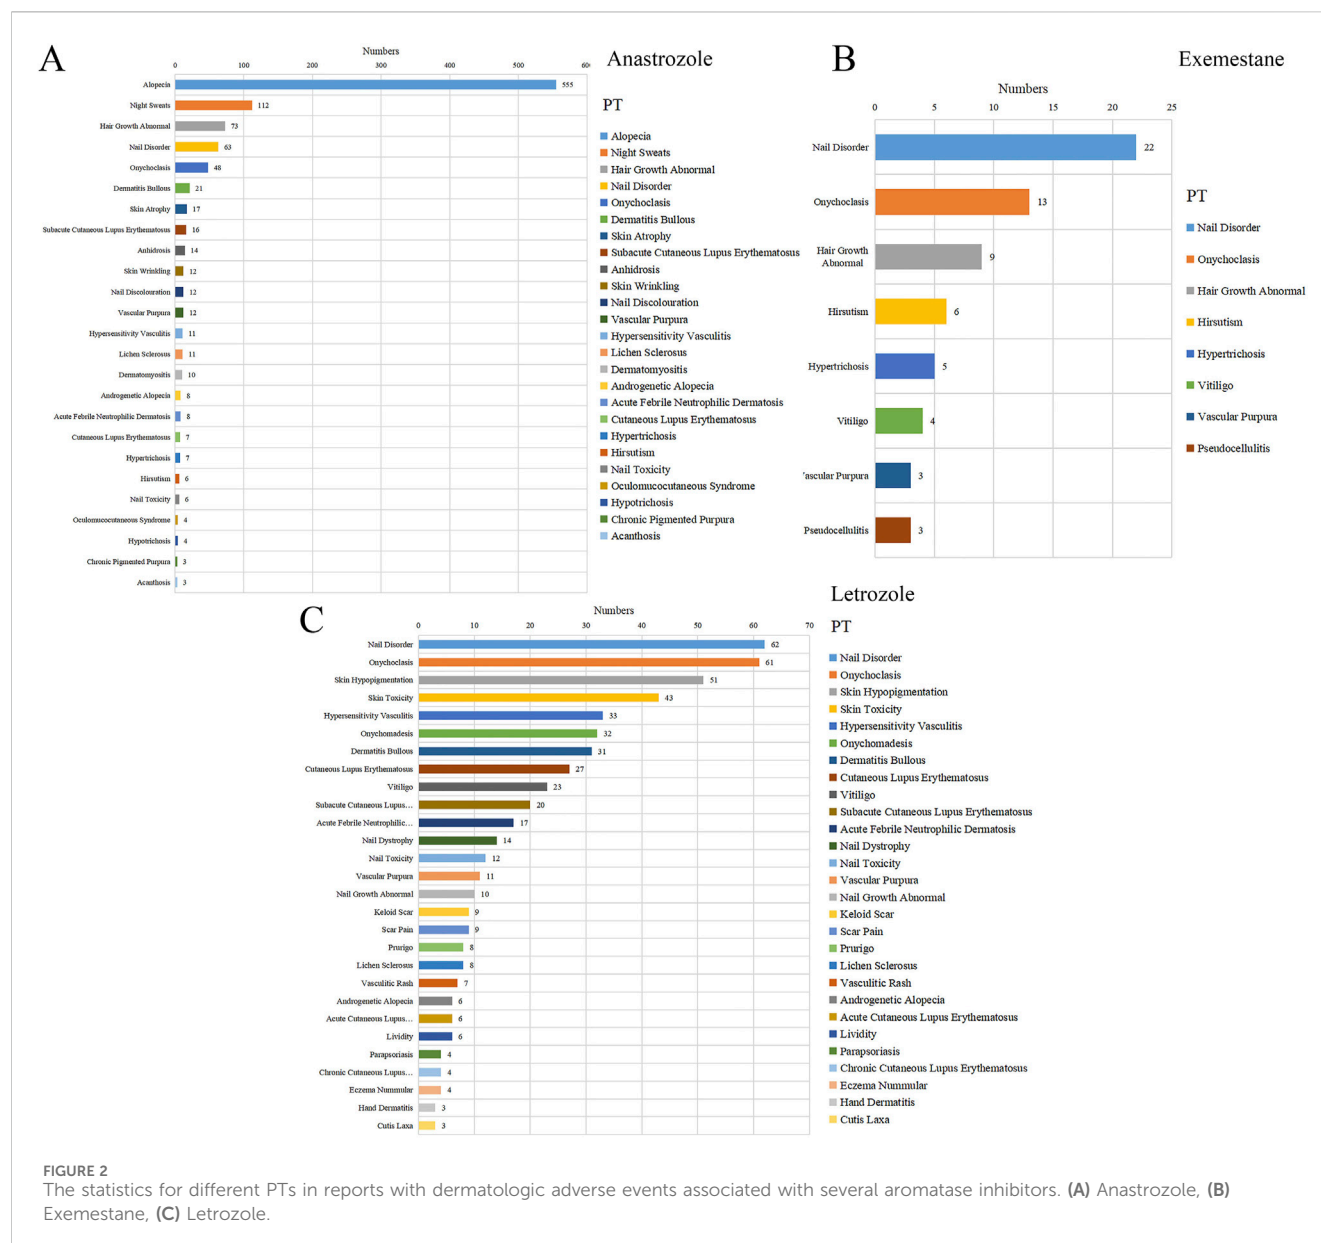 A
Numbers
0 100 200 300 400 500 600
Alopecia 555
Night Sweats 112
Hair Growth Abnormal 73
Nail Disorder 63
Onychoclasis 48
Dermatitis Bullous 21
Skin Atrophy 17
Subacute Cutaneous Lupus Erythematosus 16
Anhidrosis 14
Skin Wrinkling 12
Nail Discolouration 12
Vascular Purpura 12
Hypersensitivity Vasculitis 11
Lichen Sclerosus 11
Dermatomyositis 10
Androgenetic Alopecia 8
Acute Febrile Neutrophilic Dermatosis 8
Cutaneous Lupus Erythematosus 7
Hypertrichosis 7
Hirsutism 6
Nail Toxicity 6
Oculomucocutaneous Syndrome 4
Hypotrichosis 4
Chronic Pigmented Purpura 3
Acanthosis 3
Anastrozole
PT
Alopecia
Night Sweats
Hair Growth Abnormal
Nail Disorder
Onychoclasis
Dermatitis Bullous
Skin Atrophy
Subacute Cutaneous Lupus Erythematosus
Anhidrosis
Skin Wrinkling
Nail Discolouration
Vascular Purpura
Hypersensitivity Vasculitis
Lichen Sclerosus
Dermatomyositis
Androgenetic Alopecia
Acute Febrile Neutrophilic Dermatosis
Cutaneous Lupus Erythematosus
Hypertrichosis
Hirsutism
Nail Toxicity
Oculomucocutaneous Syndrome
Hypotrichosis
Chronic Pigmented Purpura
Acanthosis
B
Exemestane
Numbers
0 5 10 15 20 25
Nail Disorder 22
Onychoclasis 13
Hair Growth
Abnormal 9
Hirsutism 6
Hypertrichosis 5
Vitiligo 4
'ascular Purpura 3
Pseudocellulitis 3
PT
Nail Disorder
Onychoclasis
Hair Growth Abnormal
Hirsutism
Hypertrichosis
Vitiligo
Vascular Purpura
Pseudocellulitis
C
Numbers
0 10 20 30 40 50 60 70
Nail Disorder 62
Onychoclasis 61
Skin Hypopigmentation 51
Skin Toxicity 43
Hypersensitivity Vasculitis 33
Onychomadesis 32
Dermatitis Bullous 31
Cutaneous Lupus Erythematosus 27
Vitiligo 23
Subacute Cutaneous Lupus... 20
Acute Febrile Neutrophilic... 17
Nail Dystrophy 14
Nail Toxicity 12
Vascular Purpura 11
Nail Growth Abnormal 10
Keloid Scar 9
Scar Pain 9
Prurigo 8
Lichen Sclerosus 8
Vasculitic Rash 7
Androgenetic Alopecia 6
Acute Cutaneous Lupus... 6
Lividity 6
Parapsoriasis 4
Chronic Cutaneous Lupus... 4
Eczema Nummular 4
Hand Dermatitis 3
Cutis Laxa 3
Letrozole
PT
Nail Disorder
Onychoclasis
Skin Hypopigmentation
Skin Toxicity
Hypersensitivity Vasculitis
Onychomadesis
Dermatitis Bullous
Cutaneous Lupus Erythematosus
Vitiligo
Subacute Cutaneous Lupus Erythematosus
Acute Febrile Neutrophilic Dermatosis
Nail Dystrophy
Nail Toxicity
Vascular Purpura
Nail Growth Abnormal
Keloid Scar
Scar Pain
Prurigo
Lichen Sclerosus
Vasculitic Rash
Androgenetic Alopecia
Acute Cutaneous Lupus Erythematosus
Lividity
Parapsoriasis
Chronic Cutaneous Lupus Erythematosus
Eczema Nummular
Hand Dermatitis
Cutis Laxa
FIGURE 2
The statistics for different PTs in reports with dermatologic adverse events associated with several aromatase inhibitors. (A) Anastrozole, (B)
Exemestane, (C) Letrozole.